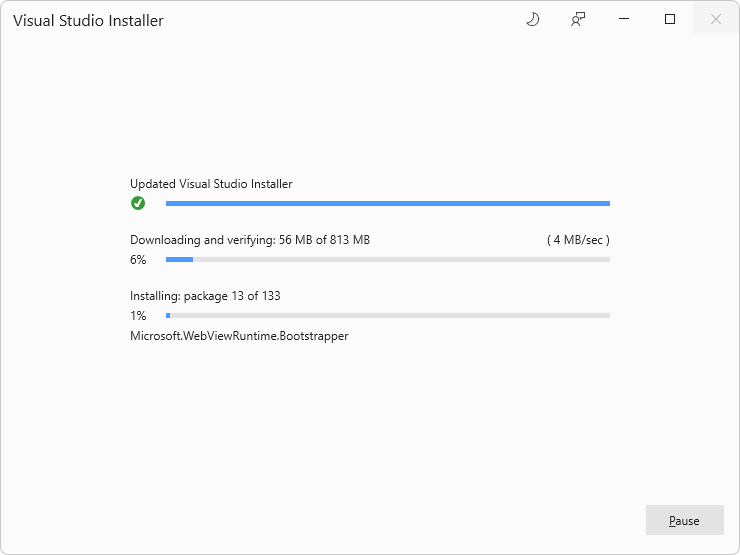 Visual Studio Installer
Updated Visual Studio Installer
Downloading and verifying: 56 MB of 813 MB ( 4 MB/sec )
6%
Installing: package 13 of 133
1%
Microsoft.WebViewRuntime.Bootstrapper
Pause